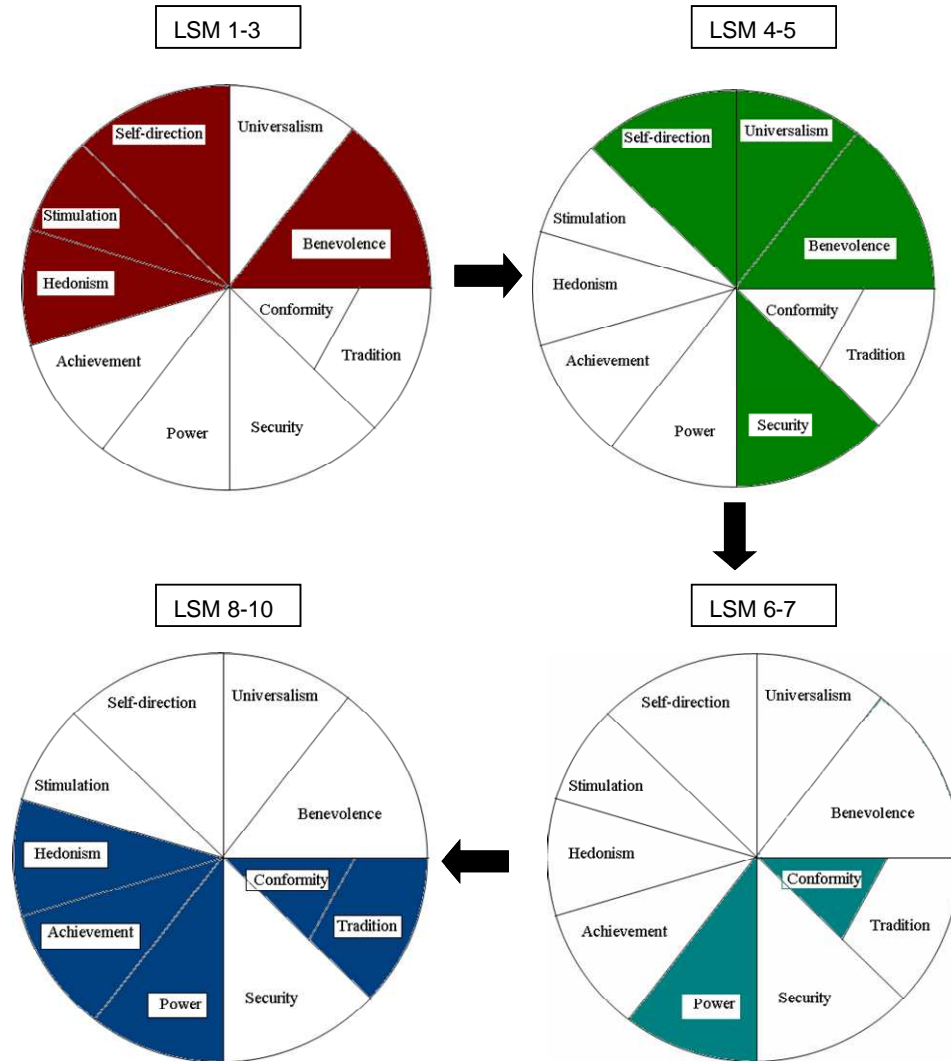 LSM 1-3
LSM 4-5
Self-direction
Universalism
Stimulation
Benevolence
Hedonism
Conformity
Achievement
Tradition
Power
Security
Self-direction
Universalism
Stimulation
Benevolence
Hedonism
Conformity
Achievement
Tradition
Power
Security
LSM 8-10
LSM 6-7
Self-direction
Universalism
Stimulation
Benevolence
Hedonism
Conformity
Achievement
Tradition
Power
Security
Self-direction
Universalism
Stimulation
Benevolence
Hedonism
Conformity
Achievement
Tradition
Power
Security